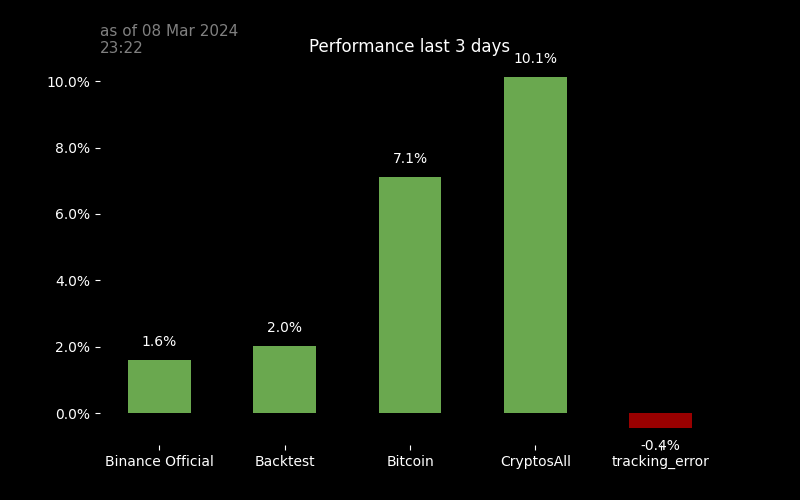 as of 08 Mar 2024
23:22
Performance last 3 days
10.1%
10.0%
8.0%
7.1%
6.0%
4.0%
2.0%
2.0%
1.6%
0.0%
-0.4%
Binance Official
Backtest
Bitcoin
CryptosAll
tracking_error